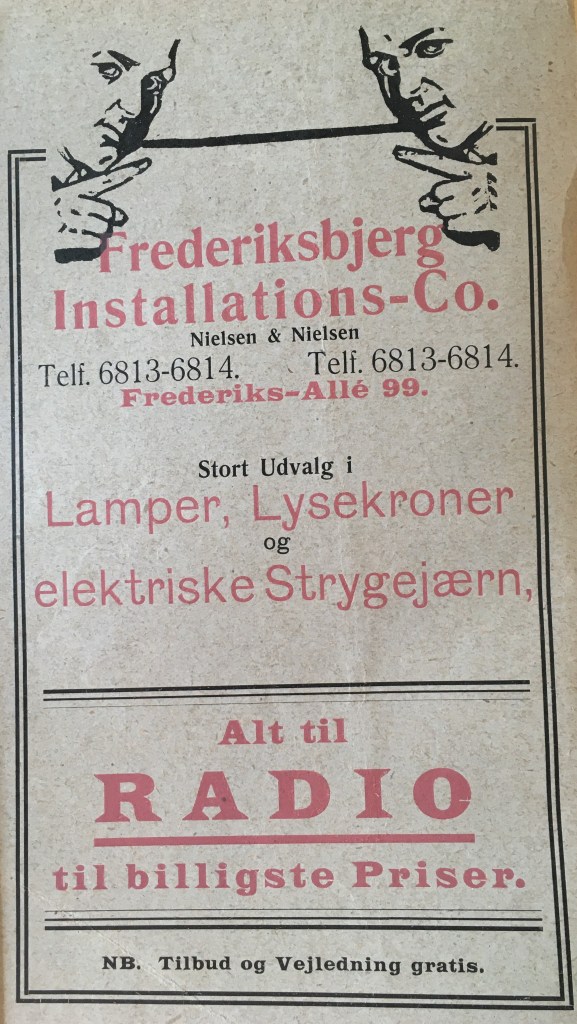 Frederiksbjerg
Installations-Co.
Nielsen & Nielsen
Telf. 6813-6814. Telf. 6813-6814.
Frederiks-Allé 99.
Stort Udvalg i
Lamper, Lysekroner
og
elektriske Strygejærn,
Alt til
RADIO
til billigste Priser.
NB. Tilbud og Vejledning gratis.